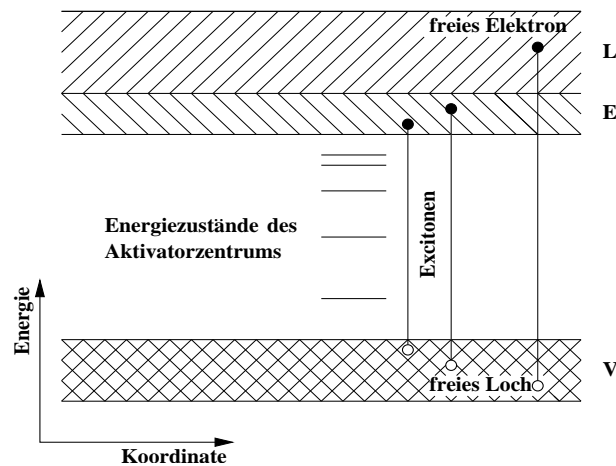 freies Elektron
L
E
Energiezustände des
Aktivatorzentrums
Excitonen
Energie
V
freies Loch
Koordinate